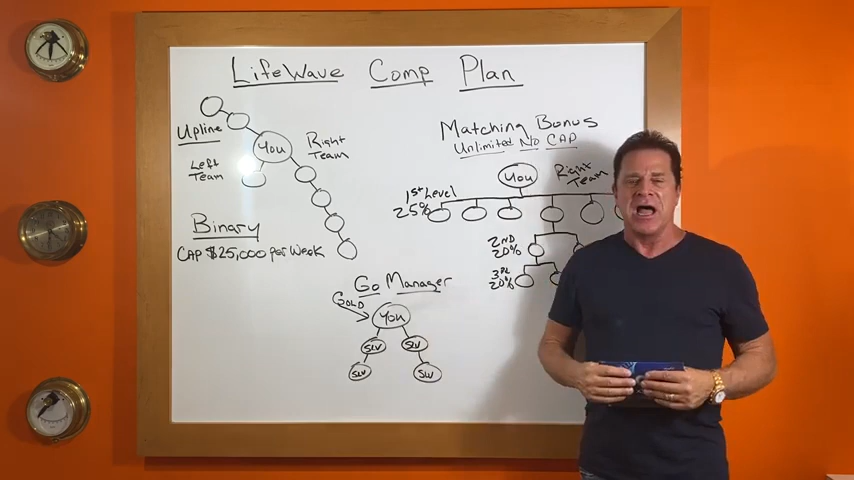 LifeWave Comp Plan
Upline
You
Right
Team
Left
Team
Binary
CAP $25,000 per Week
Matching Bonus
Unlimited No CAP
You
Right
Team
1st Level
25%
2ND
20%
3RD
20%
Go Manager
GOLD
You
SLV
SLV
SLV
SLV